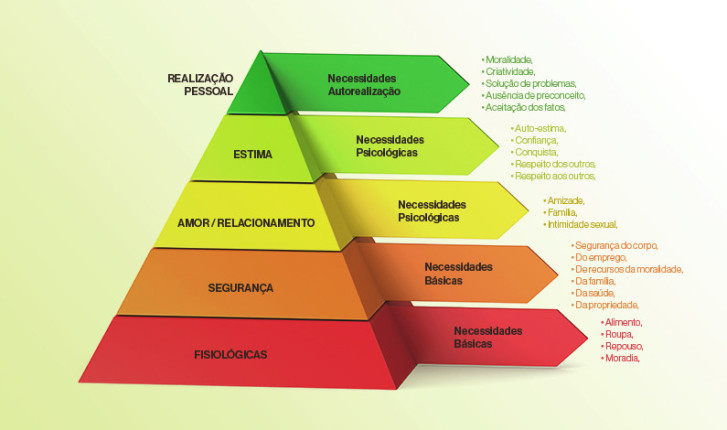 REALIZAÇÃO
PESSOAL
Necessidades
Autorealização
• Moralidade,
• Criatividade,
• Solução de problemas,
• Ausência de preconceito,
• Aceitação dos fatos,
ESTIMA
Necessidades
Psicológicas
• Auto-estima,
• Confiança,
• Conquista,
• Respeito dos outros,
• Respeito aos outros,
AMOR / RELACIONAMENTO
Necessidades
Psicológicas
• Amizade,
• Família,
• Intimidade sexual,
SEGURANÇA
Necessidades
Básicas
• Segurança do corpo,
• Do emprego,
• De recursos da moralidade,
• Da família,
• Da saúde,
• Da propriedade,
FISIOLÓGICAS
Necessidades
Básicas
• Alimento,
• Roupa,
• Repouso,
• Moradia,